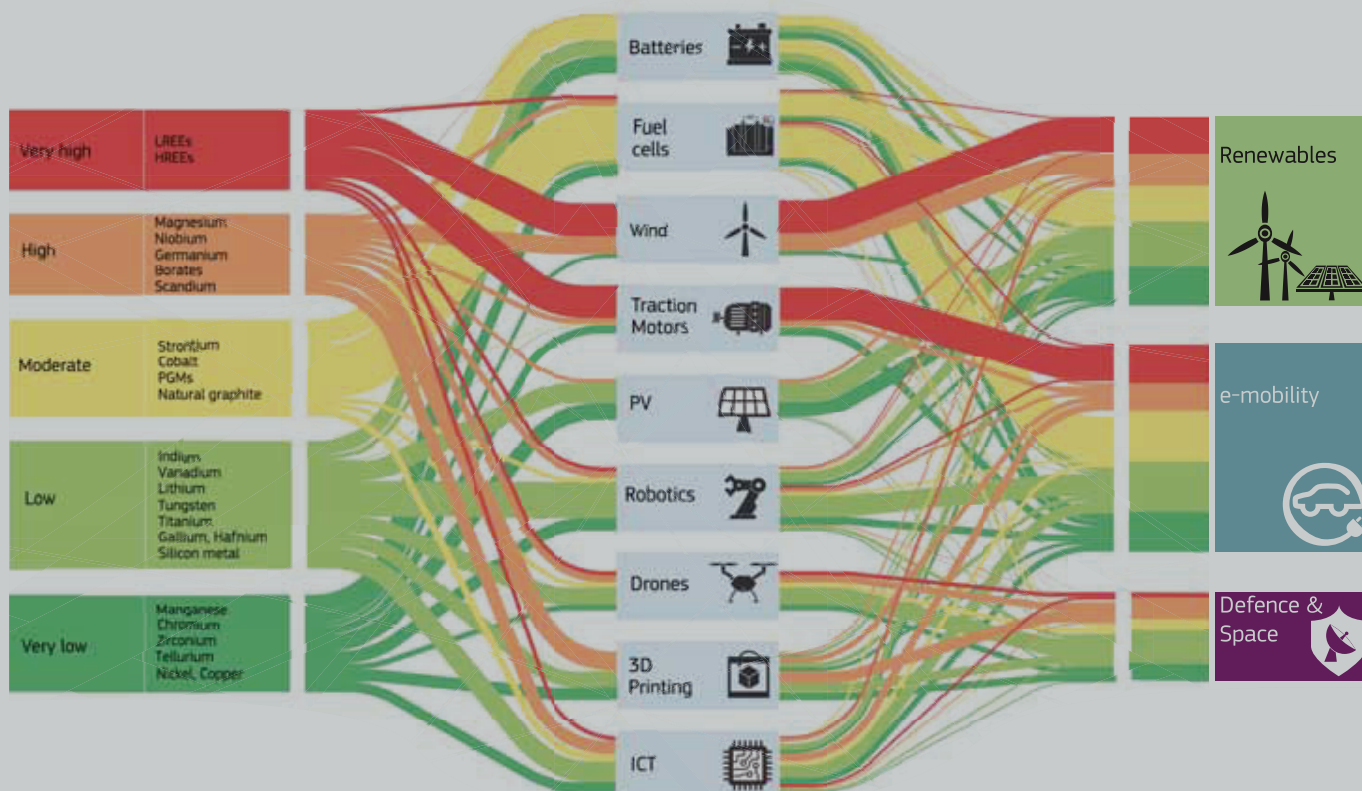 Very high
LREEs
HREEs
High
Magnesium
Niobium
Germanium
Borates
Scandium
Moderate
Strontium
Cobalt
PGMs
Natural graphite
Low
Indium
Vanadium
Lithium
Tungsten
Titanium
Gallium, Hafnium
Silicon metal
Very low
Manganese
Chromium
Zirconium
Tellurium
Nickel, Copper
Batteries
Fuel
cells
Wind
Traction
Motors
PV
Robotics
Drones
3D
Printing
ICT
Renewables
e-mobility
Defence &
Space